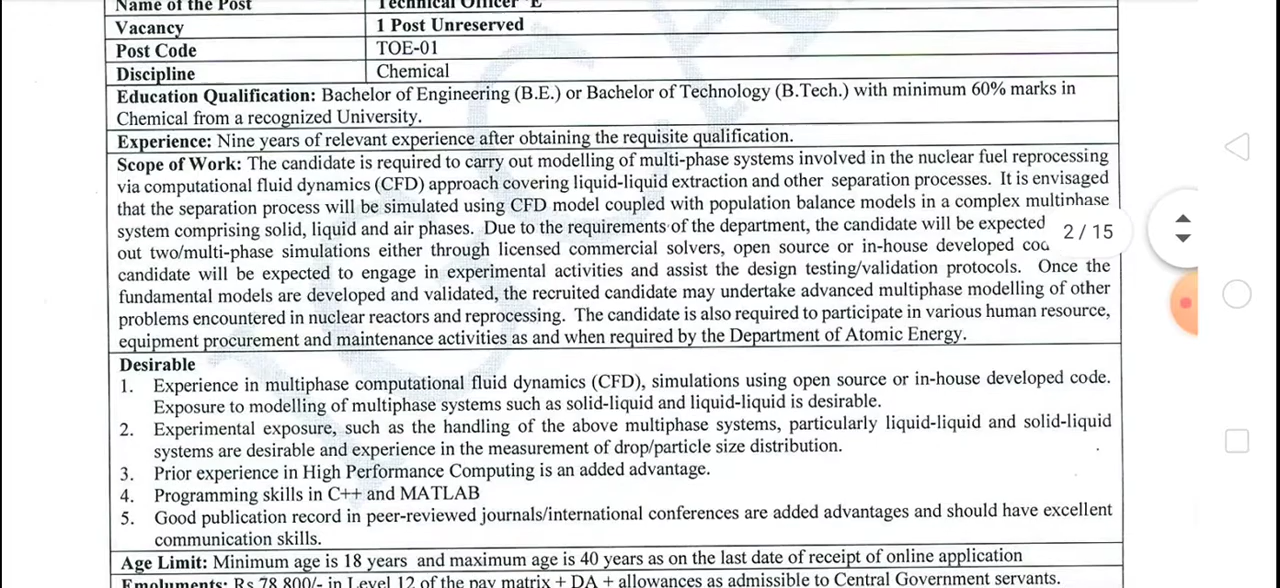 Name of the Post Technical Officer 'E'
Vacancy 1 Post Unreserved
Post Code TOE-01
Discipline Chemical
Education Qualification: Bachelor of Engineering (B.E.) or Bachelor of Technology (B.Tech.) with minimum 60% marks in
Chemical from a recognized University.
Experience: Nine years of relevant experience after obtaining the requisite qualification.
Scope of Work: The candidate is required to carry out modelling of multi-phase systems involved in the nuclear fuel reprocessing
via computational fluid dynamics (CFD) approach covering liquid-liquid extraction and other separation processes. It is envisaged
that the separation process will be simulated using CFD model coupled with population balance models in a complex multiphase
system comprising solid, liquid and air phases. Due to the requirements of the department, the candidate will be expected
2 / 15
out two/multi-phase simulations either through licensed commercial solvers, open source or in-house developed
candidate will be expected to engage in experimental activities and assist the design testing/validation protocols. Once the
fundamental models are developed and validated, the recruited candidate may undertake advanced multiphase modelling of other
problems encountered in nuclear reactors and reprocessing. The candidate is also required to participate in various human resource,
equipment procurement and maintenance activities as and when required by the Department of Atomic Energy.
Desirable
1. Experience in multiphase computational fluid dynamics (CFD), simulations using open source or in-house developed code.
Exposure to modelling of multiphase systems such as solid-liquid and liquid-liquid is desirable.
2. Experimental exposure, such as the handling of the above multiphase systems, particularly liquid-liquid and solid-liquid
systems are desirable and experience in the measurement of drop/particle size distribution.
3. Prior experience in High Performance Computing is an added advantage.
4. Programming skills in C++ and MATLAB
5. Good publication record in peer-reviewed journals/international conferences are added advantages and should have excellent
communication skills.
Age Limit: Minimum age is 18 years and maximum age is 40 years as on the last date of receipt of online application
Emoluments: Rs 78,800/- in Level 12 of the pay matrix + DA + allowances as admissible to Central Government servants.